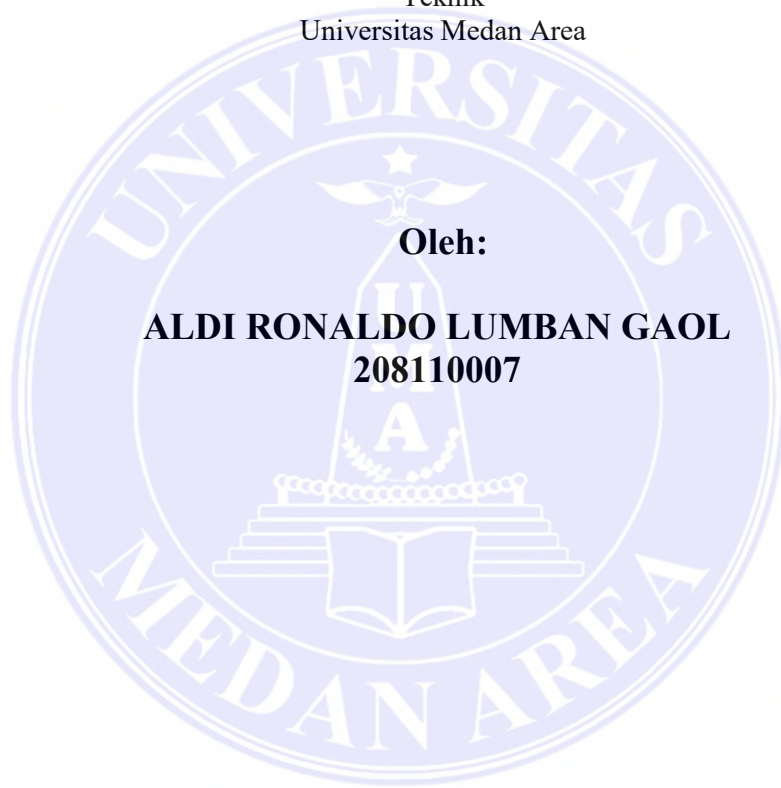 Teknik
Universitas Medan Area
UNIVERSITAS
Oleh:
ALDI RONALDO LUMBAN GAOL
208110007
U
M
A
MEDAN AREA